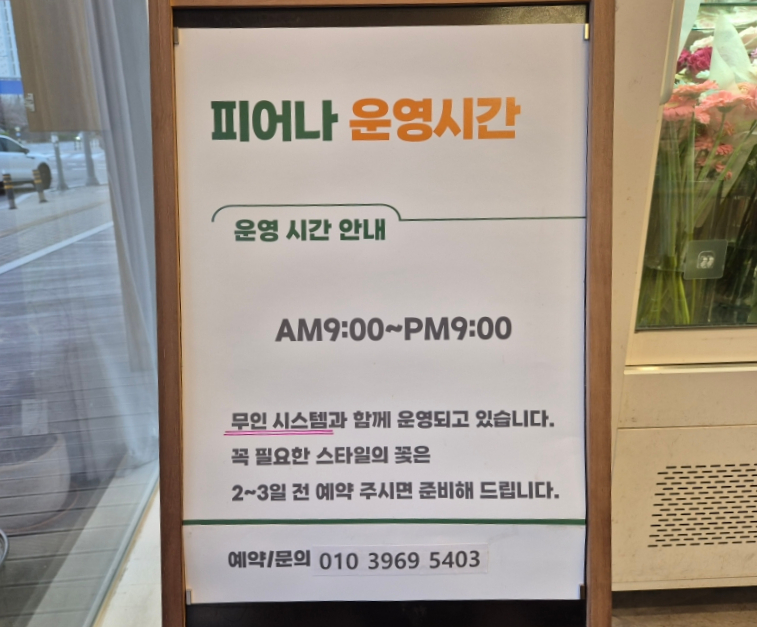 피어나 운영시간
운영 시간 안내
AM9:00~PM9:00
무인 시스템과 함께 운영되고 있습니다.
꼭 필요한 스타일의 꽃은
2~3일 전 예약 주시면 준비해 드립니다.
예약/문의 010 3969 5403